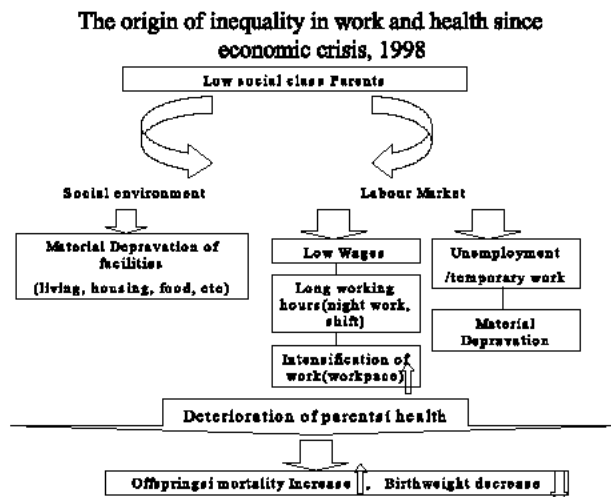 The origin of inequality in work and health since
economic crisis, 1998
Low social class Parents
Social environment
Labour Market
Material Depravation of
facilities
(living, housing, food, etc)
Low Wages
Long working
hours(night work,
shift)
Intensification of
work(workpace)
Unemployment
/temporary work
Material
Depravation
Deterioration of parentsí health
Offspringsí mortality Increase , Birthweight decrease